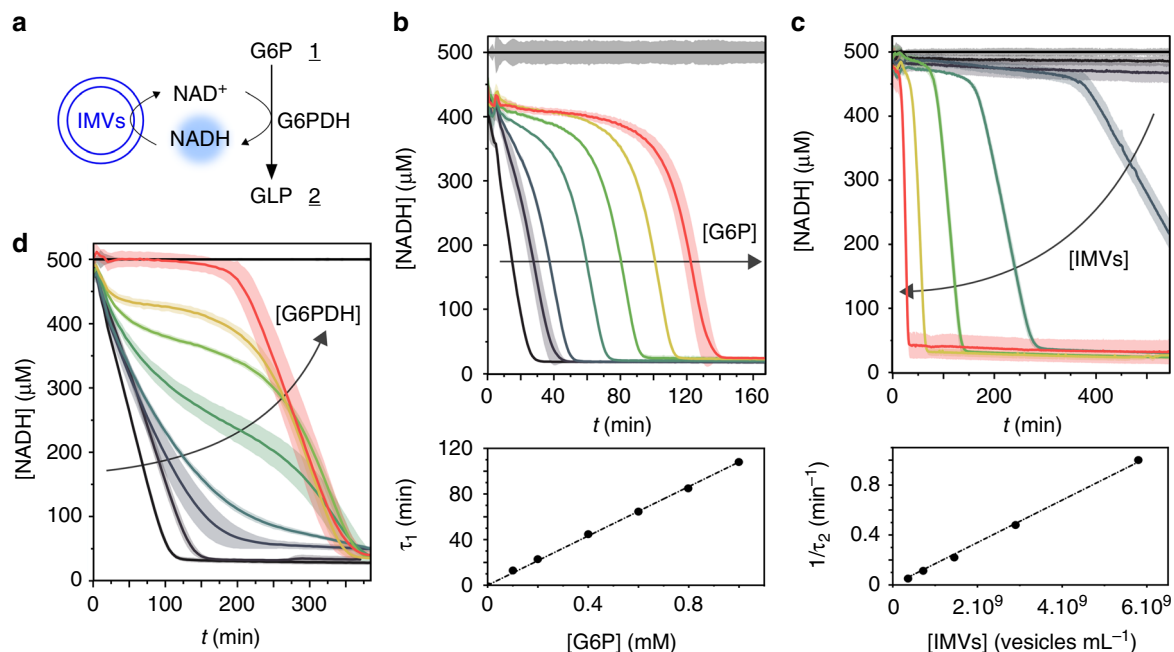 a
G6P 1
NAD⁺
IMVs
G6PDH
NADH
GLP 2
b
500
400
300
200
100
0
[NADH] (μM)
[G6P]
0 40 80 120 160
t (min)
120
80
40
0
τ₁ (min)
0 0.4 0.8
[G6P] (mM)
c
500
400
300
200
100
0
[NADH] (μM)
[IMVs]
0 200 400
t (min)
0.8
0.4
0
1/τ₂ (min⁻¹)
0 2.10⁹ 4.10⁹ 6.10⁹
[IMVs] (vesicles mL⁻¹)
d
500
400
300
200
100
0
[NADH] (μM)
[G6PDH]
0 100 200 300
t (min)